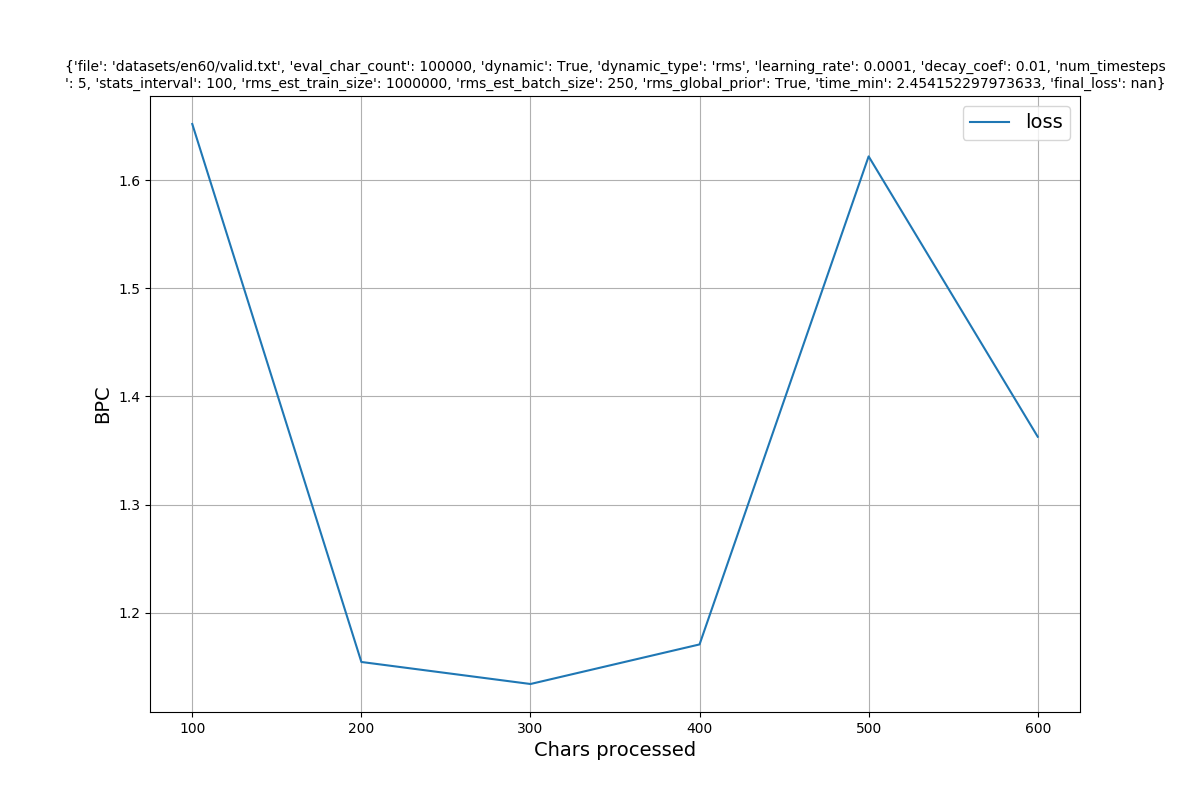 {'file': 'datasets/en60/valid.txt', 'eval_char_count': 100000, 'dynamic': True, 'dynamic_type': 'rms', 'learning_rate': 0.0001, 'decay_coef': 0.01, 'num_timesteps
': 5, 'stats_interval': 100, 'rms_est_train_size': 1000000, 'rms_est_batch_size': 250, 'rms_global_prior': True, 'time_min': 2.454152297973633, 'final_loss': nan}
loss
1.6
1.5
1.4
1.3
1.2
BPC
100 200 300 400 500 600
Chars processed